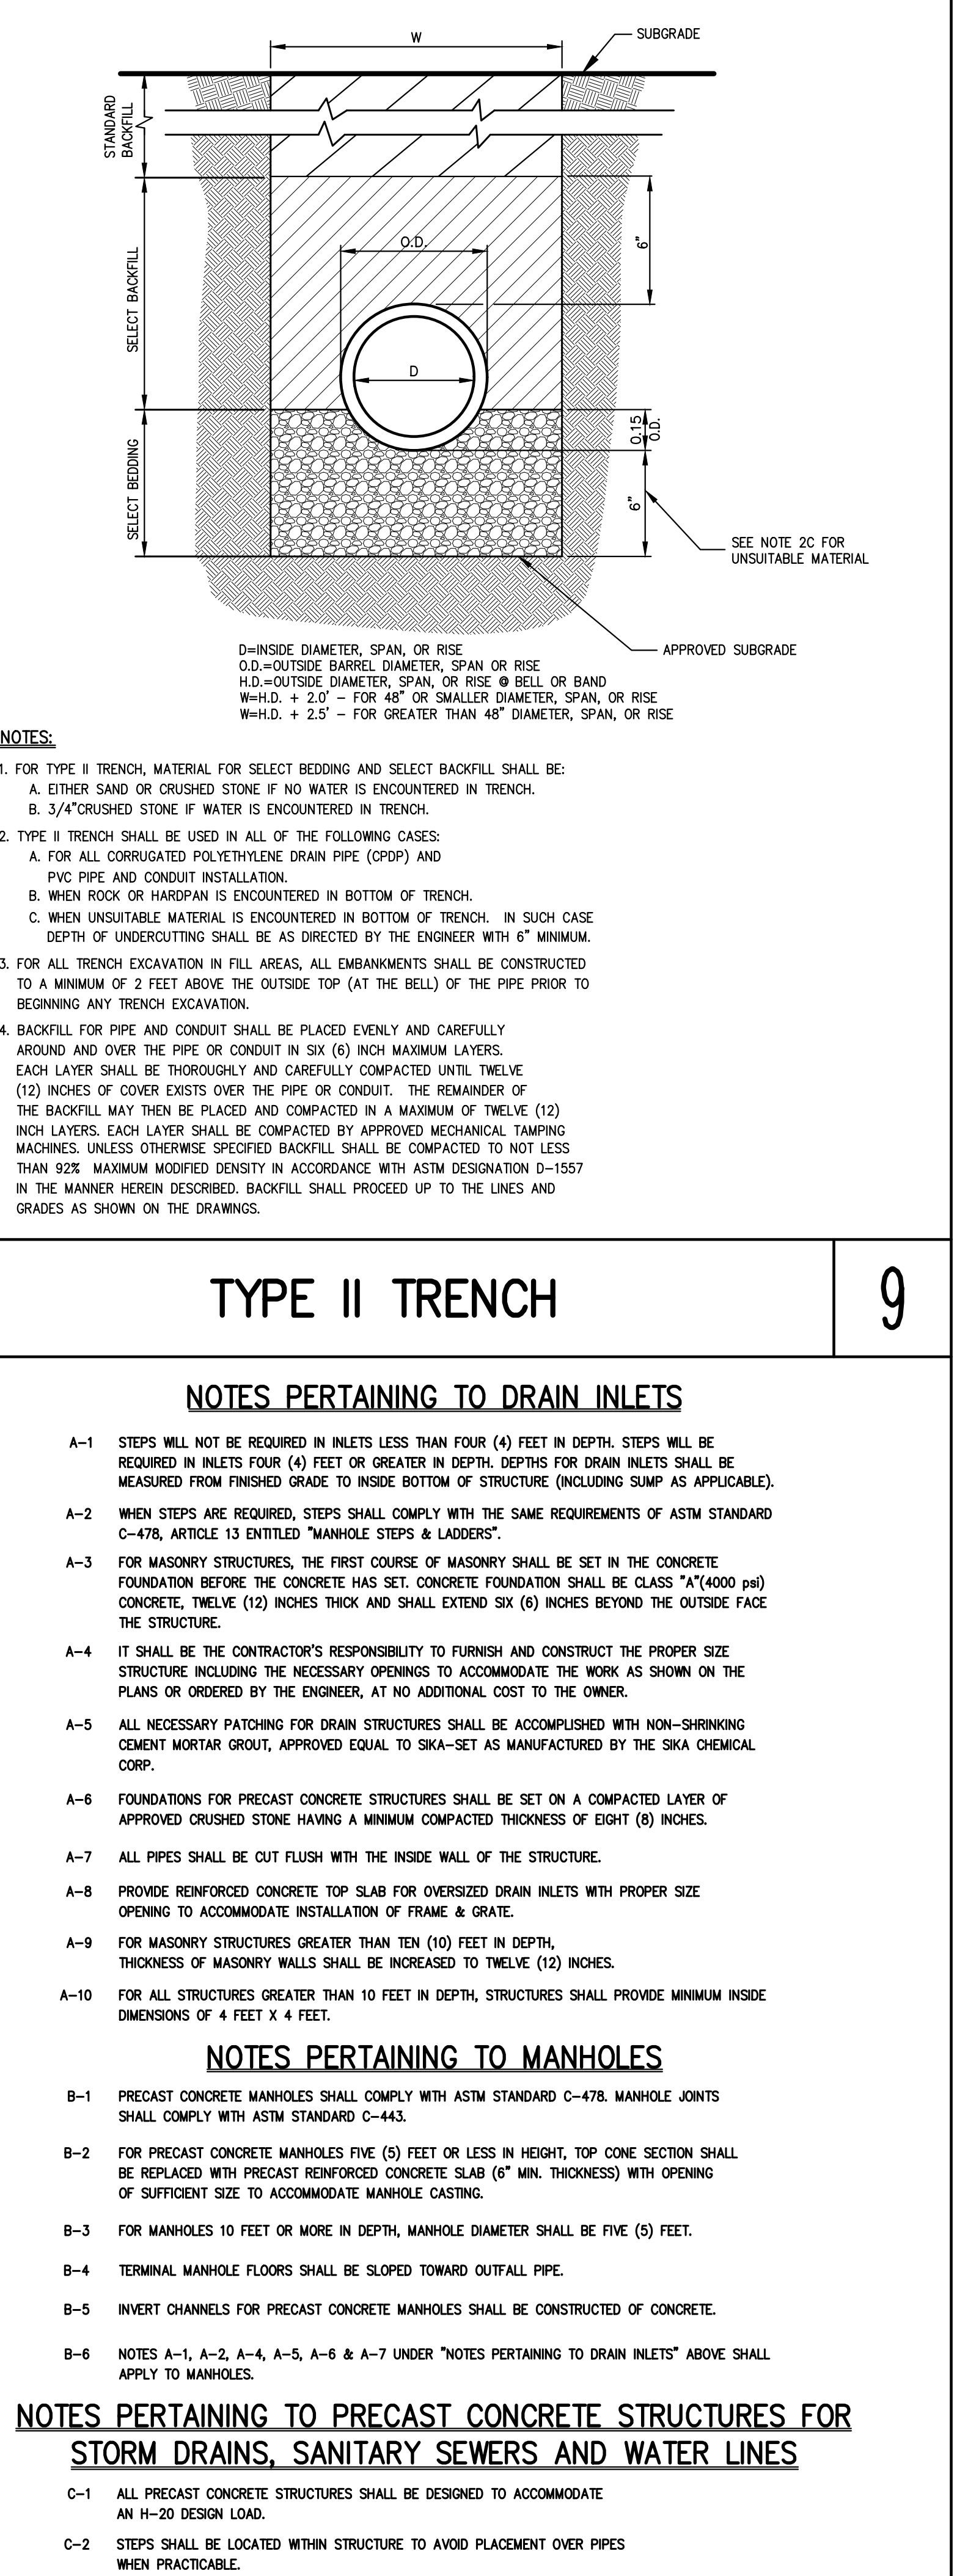 W
SUBGRADE
STANDARD
BACKFILL
6"
O.D.
SELECT BACKFILL
D
0.15
O.D.
SELECT BEDDING
6"
SEE NOTE 2C FOR
UNSUITABLE MATERIAL
APPROVED SUBGRADE
D=INSIDE DIAMETER, SPAN, OR RISE
O.D.=OUTSIDE BARREL DIAMETER, SPAN OR RISE
H.D.=OUTSIDE DIAMETER, SPAN, OR RISE @ BELL OR BAND
W=H.D. + 2.0' - FOR 48" OR SMALLER DIAMETER, SPAN, OR RISE
W=H.D. + 2.5' - FOR GREATER THAN 48" DIAMETER, SPAN, OR RISE
NOTES:
1. FOR TYPE II TRENCH, MATERIAL FOR SELECT BEDDING AND SELECT BACKFILL SHALL BE:
A. EITHER SAND OR CRUSHED STONE IF NO WATER IS ENCOUNTERED IN TRENCH.
B. 3/4"CRUSHED STONE IF WATER IS ENCOUNTERED IN TRENCH.
2. TYPE II TRENCH SHALL BE USED IN ALL OF THE FOLLOWING CASES:
A. FOR ALL CORRUGATED POLYETHYLENE DRAIN PIPE (CPDP) AND
PVC PIPE AND CONDUIT INSTALLATION.
B. WHEN ROCK OR HARDPAN IS ENCOUNTERED IN BOTTOM OF TRENCH.
C. WHEN UNSUITABLE MATERIAL IS ENCOUNTERED IN BOTTOM OF TRENCH. IN SUCH CASE
DEPTH OF UNDERCUTTING SHALL BE AS DIRECTED BY THE ENGINEER WITH 6" MINIMUM.
3. FOR ALL TRENCH EXCAVATION IN FILL AREAS, ALL EMBANKMENTS SHALL BE CONSTRUCTED
TO A MINIMUM OF 2 FEET ABOVE THE OUTSIDE TOP (AT THE BELL) OF THE PIPE PRIOR TO
BEGINNING ANY TRENCH EXCAVATION.
4. BACKFILL FOR PIPE AND CONDUIT SHALL BE PLACED EVENLY AND CAREFULLY
AROUND AND OVER THE PIPE OR CONDUIT IN SIX (6) INCH MAXIMUM LAYERS.
EACH LAYER SHALL BE THOROUGHLY AND CAREFULLY COMPACTED UNTIL TWELVE
(12) INCHES OF COVER EXISTS OVER THE PIPE OR CONDUIT. THE REMAINDER OF
THE BACKFILL MAY THEN BE PLACED AND COMPACTED IN A MAXIMUM OF TWELVE (12)
INCH LAYERS. EACH LAYER SHALL BE COMPACTED BY APPROVED MECHANICAL TAMPING
MACHINES. UNLESS OTHERWISE SPECIFIED BACKFILL SHALL BE COMPACTED TO NOT LESS
THAN 92% MAXIMUM MODIFIED DENSITY IN ACCORDANCE WITH ASTM DESIGNATION D-1557
IN THE MANNER HEREIN DESCRIBED. BACKFILL SHALL PROCEED UP TO THE LINES AND
GRADES AS SHOWN ON THE DRAWINGS.
TYPE II TRENCH 9
NOTES PERTAINING TO DRAIN INLETS
A-1 STEPS WILL NOT BE REQUIRED IN INLETS LESS THAN FOUR (4) FEET IN DEPTH. STEPS WILL BE
REQUIRED IN INLETS FOUR (4) FEET OR GREATER IN DEPTH. DEPTHS FOR DRAIN INLETS SHALL BE
MEASURED FROM FINISHED GRADE TO INSIDE BOTTOM OF STRUCTURE (INCLUDING SUMP AS APPLICABLE).
A-2 WHEN STEPS ARE REQUIRED, STEPS SHALL COMPLY WITH THE SAME REQUIREMENTS OF ASTM STANDARD
C-478, ARTICLE 13 ENTITLED "MANHOLE STEPS & LADDERS".
A-3 FOR MASONRY STRUCTURES, THE FIRST COURSE OF MASONRY SHALL BE SET IN THE CONCRETE
FOUNDATION BEFORE THE CONCRETE HAS SET. CONCRETE FOUNDATION SHALL BE CLASS "A"(4000 psi)
CONCRETE, TWELVE (12) INCHES THICK AND SHALL EXTEND SIX (6) INCHES BEYOND THE OUTSIDE FACE
THE STRUCTURE.
A-4 IT SHALL BE THE CONTRACTOR'S RESPONSIBILITY TO FURNISH AND CONSTRUCT THE PROPER SIZE
STRUCTURE INCLUDING THE NECESSARY OPENINGS TO ACCOMMODATE THE WORK AS SHOWN ON THE
PLANS OR ORDERED BY THE ENGINEER, AT NO ADDITIONAL COST TO THE OWNER.
A-5 ALL NECESSARY PATCHING FOR DRAIN STRUCTURES SHALL BE ACCOMPLISHED WITH NON-SHRINKING
CEMENT MORTAR GROUT, APPROVED EQUAL TO SIKA-SET AS MANUFACTURED BY THE SIKA CHEMICAL
CORP.
A-6 FOUNDATIONS FOR PRECAST CONCRETE STRUCTURES SHALL BE SET ON A COMPACTED LAYER OF
APPROVED CRUSHED STONE HAVING A MINIMUM COMPACTED THICKNESS OF EIGHT (8) INCHES.
A-7 ALL PIPES SHALL BE CUT FLUSH WITH THE INSIDE WALL OF THE STRUCTURE.
A-8 PROVIDE REINFORCED CONCRETE TOP SLAB FOR OVERSIZED DRAIN INLETS WITH PROPER SIZE
OPENING TO ACCOMMODATE INSTALLATION OF FRAME & GRATE.
A-9 FOR MASONRY STRUCTURES GREATER THAN TEN (10) FEET IN DEPTH,
THICKNESS OF MASONRY WALLS SHALL BE INCREASED TO TWELVE (12) INCHES.
A-10 FOR ALL STRUCTURES GREATER THAN 10 FEET IN DEPTH, STRUCTURES SHALL PROVIDE MINIMUM INSIDE
DIMENSIONS OF 4 FEET X 4 FEET.
NOTES PERTAINING TO MANHOLES
B-1 PRECAST CONCRETE MANHOLES SHALL COMPLY WITH ASTM STANDARD C-478. MANHOLE JOINTS
SHALL COMPLY WITH ASTM STANDARD C-443.
B-2 FOR PRECAST CONCRETE MANHOLES FIVE (5) FEET OR LESS IN HEIGHT, TOP CONE SECTION SHALL
BE REPLACED WITH PRECAST REINFORCED CONCRETE SLAB (6" MIN. THICKNESS) WITH OPENING
OF SUFFICIENT SIZE TO ACCOMMODATE MANHOLE CASTING.
B-3 FOR MANHOLES 10 FEET OR MORE IN DEPTH, MANHOLE DIAMETER SHALL BE FIVE (5) FEET.
B-4 TERMINAL MANHOLE FLOORS SHALL BE SLOPED TOWARD OUTFALL PIPE.
B-5 INVERT CHANNELS FOR PRECAST CONCRETE MANHOLES SHALL BE CONSTRUCTED OF CONCRETE.
B-6 NOTES A-1, A-2, A-4, A-5, A-6 & A-7 UNDER "NOTES PERTAINING TO DRAIN INLETS" ABOVE SHALL
APPLY TO MANHOLES.
NOTES PERTAINING TO PRECAST CONCRETE STRUCTURES FOR
STORM DRAINS, SANITARY SEWERS AND WATER LINES
C-1 ALL PRECAST CONCRETE STRUCTURES SHALL BE DESIGNED TO ACCOMMODATE
AN H-20 DESIGN LOAD.
C-2 STEPS SHALL BE LOCATED WITHIN STRUCTURE TO AVOID PLACEMENT OVER PIPES
WHEN PRACTICABLE.